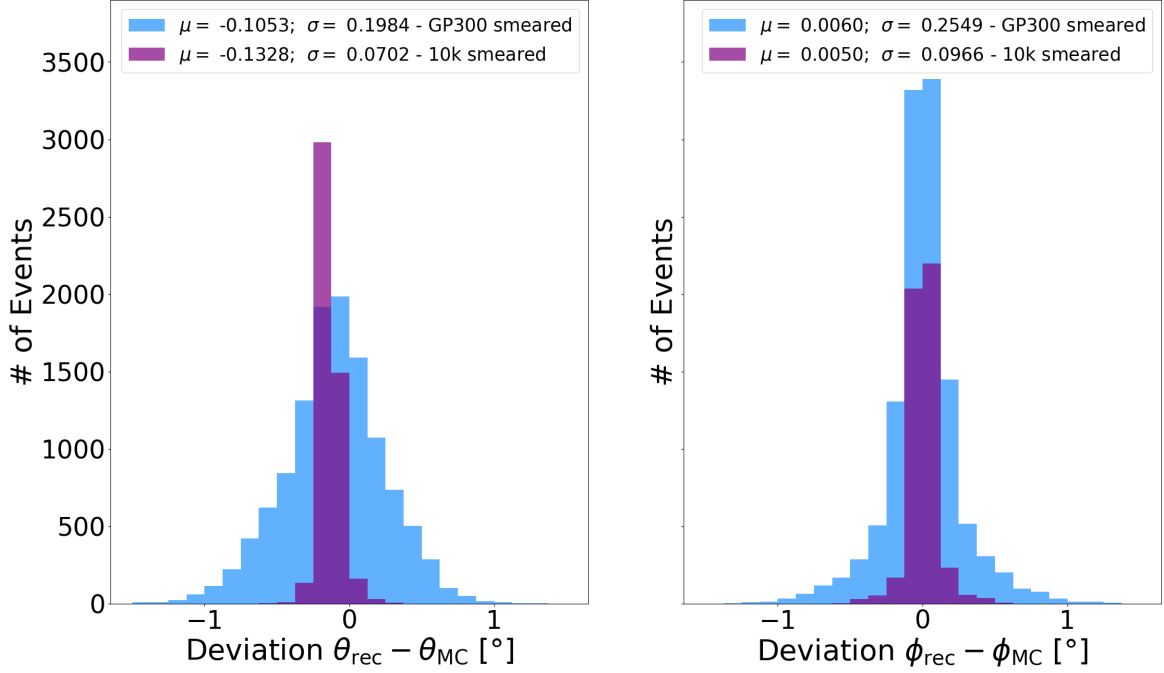 μ = -0.1053; σ = 0.1984 - GP300 smeared
μ = -0.1328; σ = 0.0702 - 10k smeared
3500
3000
2500
2000
1500
1000
500
0
# of Events
−1
0
1
Deviation θrec − θMC [°]
μ = 0.0060; σ = 0.2549 - GP300 smeared
μ = 0.0050; σ = 0.0966 - 10k smeared
# of Events
−1
0
1
Deviation ϕrec − ϕMC [°]